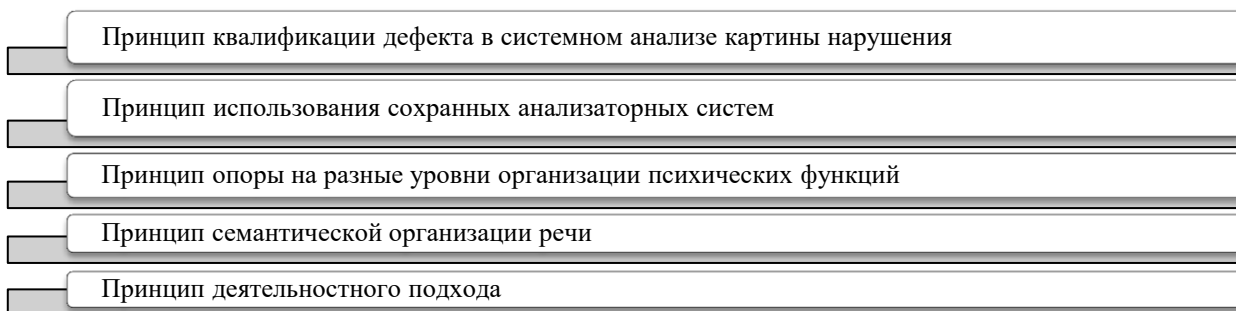 Принцип квалификации дефекта в системном анализе картины нарушения
Принцип использования сохранных анализаторных систем
Принцип опоры на разные уровни организации психических функций
Принцип семантической организации речи
Принцип деятельностного подхода